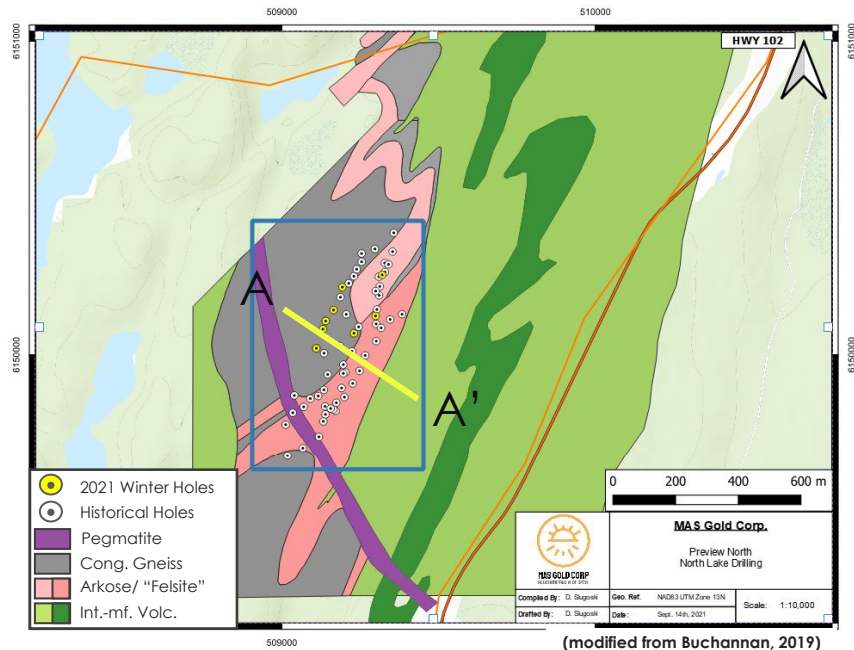 509000
510000
6151000
6151000
HWY 102
A
6150000
6150000
A'
2021 Winter Holes
Historical Holes
Pegmatite
Cong. Gneiss
Arkose/ "Felsite"
Int.-mf. Volc.
0 200 400 600 m
MAS Gold Corp.
Preview North
North Lake Drilling
MAS GOLD CORP
Compiled By: D. Slugoski
Geo. Ref. NAD83 UTM Zone 13N
Drafted By: D. Slugoski
Date: Sept. 14th, 2021
Scale: 1:10,000
509000
(modified from Buchannan, 2019)